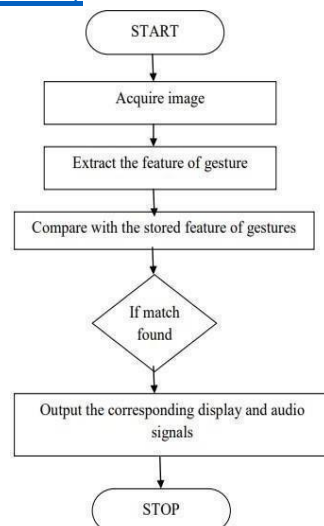 START
Acquire image
Extract the feature of gesture
Compare with the stored feature of gestures
If match
found
Output the corresponding display and audio
signals
STOP